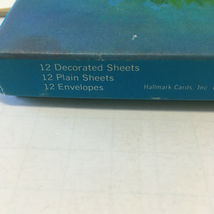 12 Decorated Sheets
12 Plain Sheets
12 Envelopes
Hallmark Cards, Inc.